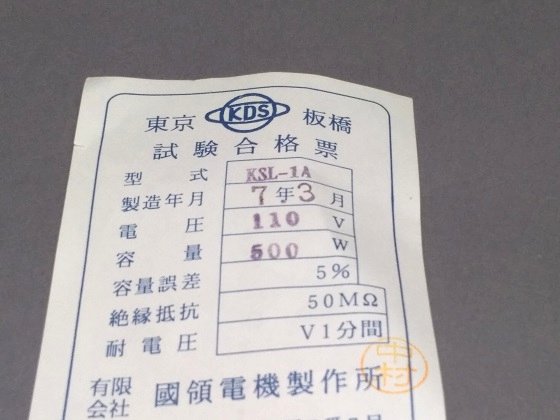 東京 KDS 板橋
試験合格票
型式 KSL-1A
製造年月 7年3月
電圧 110 V
容量 500 W
容量誤差 5%
絶縁抵抗 50MΩ
耐電圧 V1分間
中村
有限会社 國領電機製作所